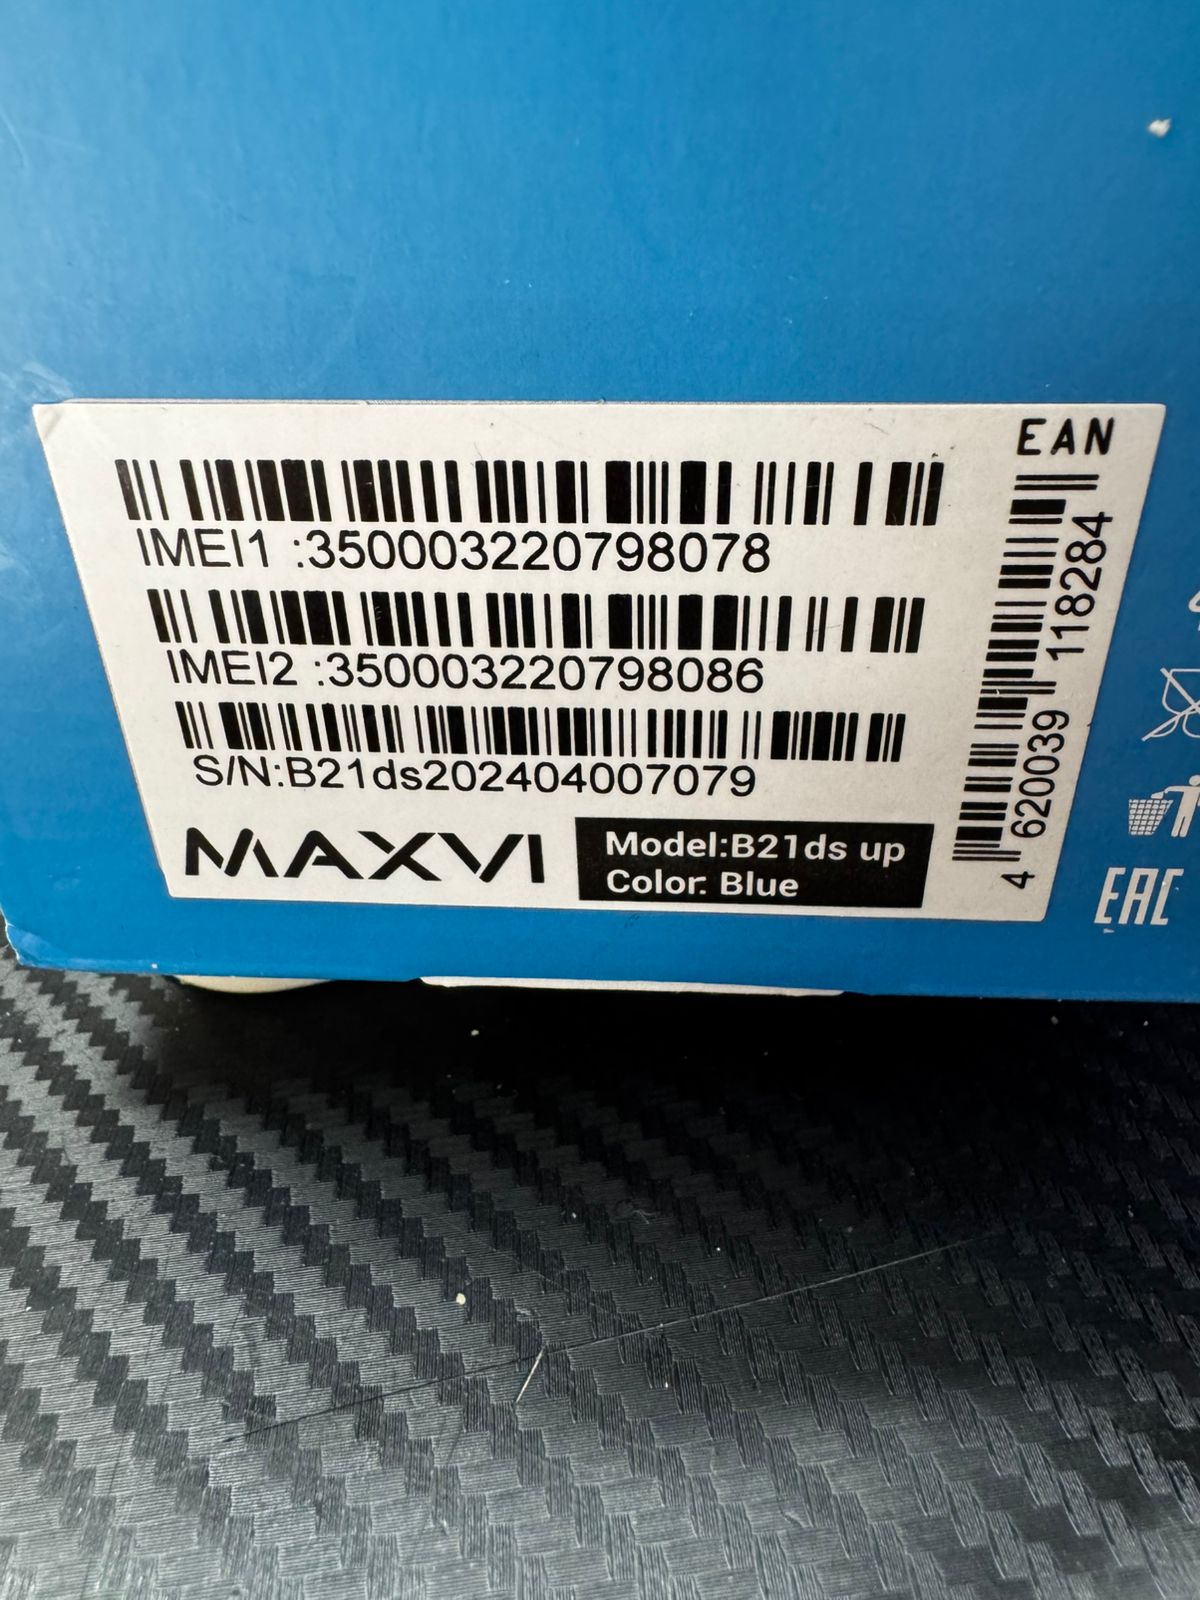 EAN
IMEI1 :350003220798078
IMEI2 :350003220798086
S/N:B21ds202404007079
MAXVI
Model:B21ds up
Color: Blue
4 620039 118284
EAC